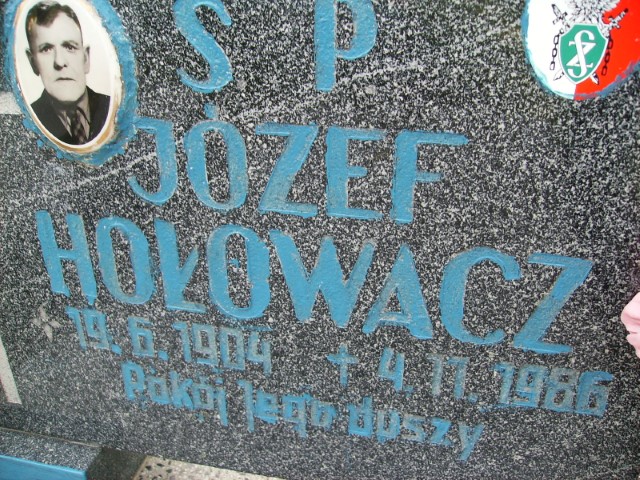 S P
JÓZEF
HOŁOWACZ
19. 6. 1904 + 4. 11. 1986
Pokój jego duszy